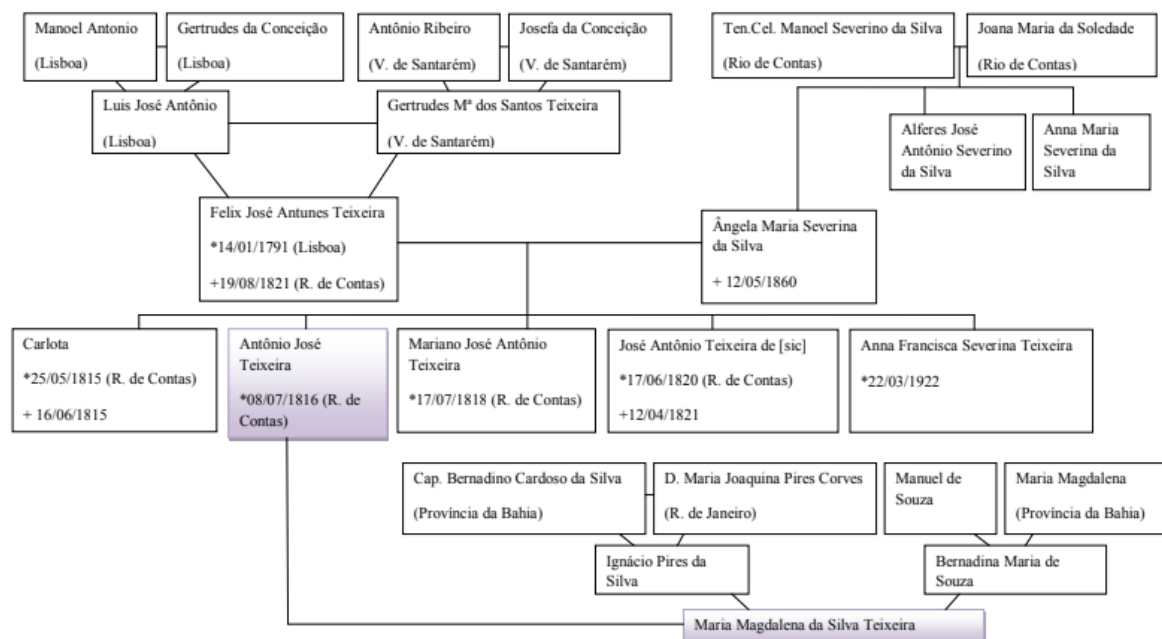 Manoel Antonio
(Lisboa)
Gertrudes da Conceição
(Lisboa)
Antônio Ribeiro
(V. de Santarém)
Josefa da Conceição
(V. de Santarém)
Ten.Cel. Manoel Severino da Silva
(Rio de Contas)
Joana Maria da Soledade
(Rio de Contas)
Luis José Antônio
(Lisboa)
Gertrudes Mª dos Santos Teixeira
(V. de Santarém)
Alferes José
Antônio Severino
da Silva
Anna Maria
Severina da
Silva
Felix José Antunes Teixeira
*14/01/1791 (Lisboa)
+19/08/1821 (R. de Contas)
Ângela Maria Severina
da Silva
+ 12/05/1860
Carlota
*25/05/1815 (R. de Contas)
+ 16/06/1815
Antônio José
Teixeira
*08/07/1816 (R. de
Contas)
Mariano José Antônio
Teixeira
*17/07/1818 (R. de Contas)
José Antônio Teixeira de [sic]
*17/06/1820 (R. de Contas)
+12/04/1821
Anna Francisca Severina Teixeira
*22/03/1922
Cap. Bernadino Cardoso da Silva
(Província da Bahia)
D. Maria Joaquina Pires Corves
(R. de Janeiro)
Manuel de
Souza
Maria Magdalena
(Província da Bahia)
Ignácio Pires da
Silva
Bernadina Maria de
Souza
Maria Magdalena da Silva Teixeira